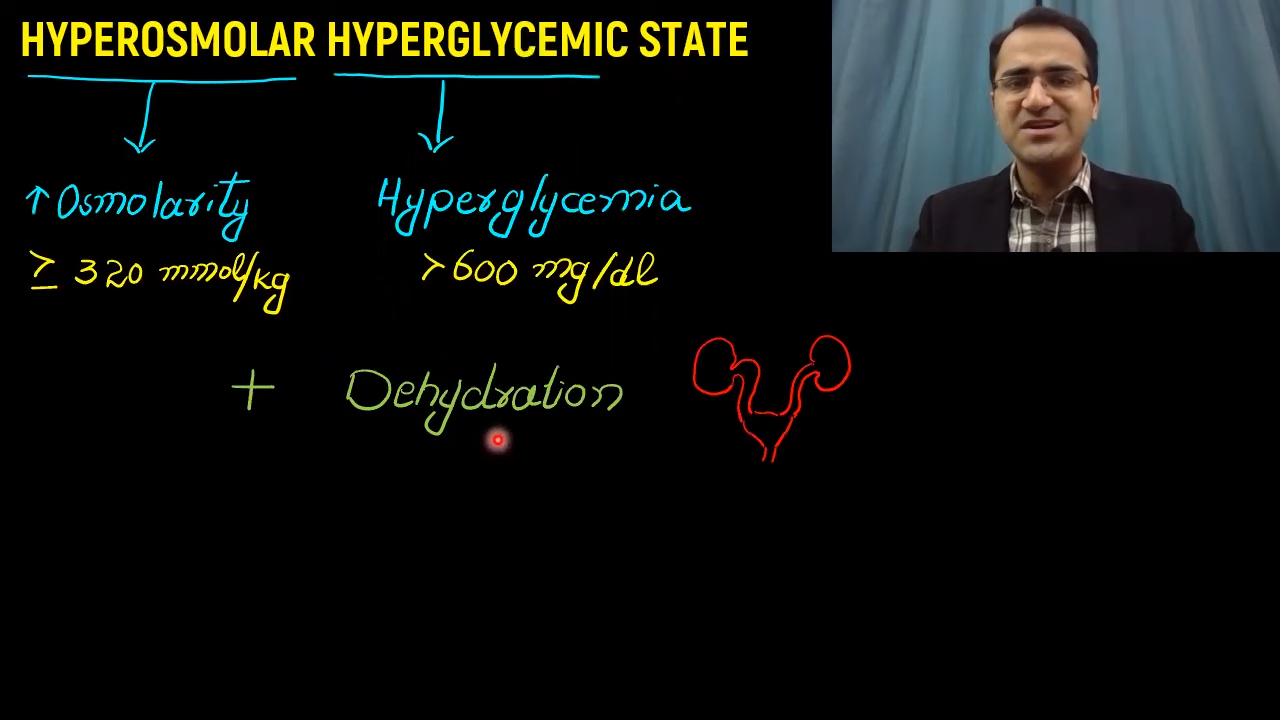 HYPEROSMOLAR HYPERGLYCEMIC STATE
↑ Osmolarity Hyperglycemia
≥ 320 mmol/kg >600 mg/dl
+ Dehydration